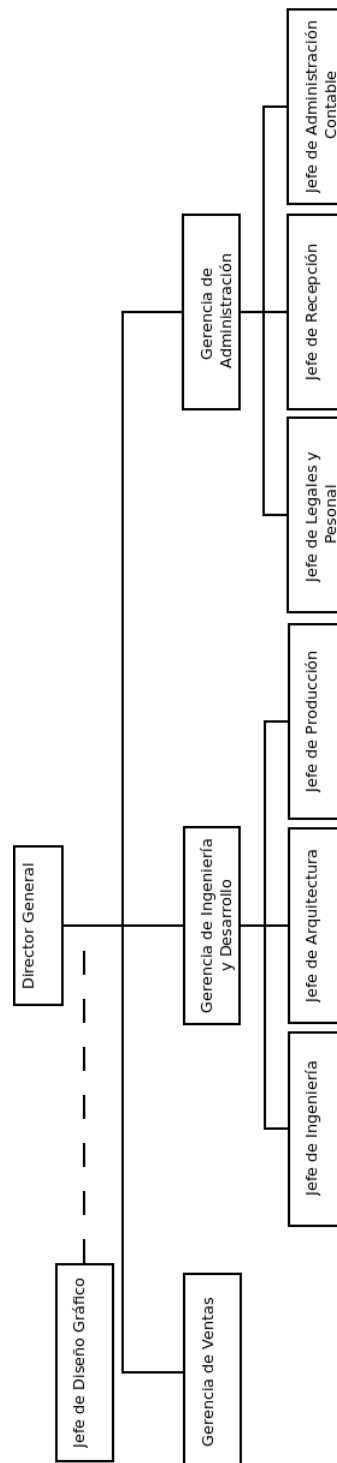 Director General
Jefe de Diseño Gráfico
Gerencia de Ventas
Gerencia de Ingeniería
y Desarrollo
Gerencia de
Administración
Jefe de Ingeniería
Jefe de Arquitectura
Jefe de Producción
Jefe de Legales y
Pesonal
Jefe de Recepción
Jefe de Administración
Contable